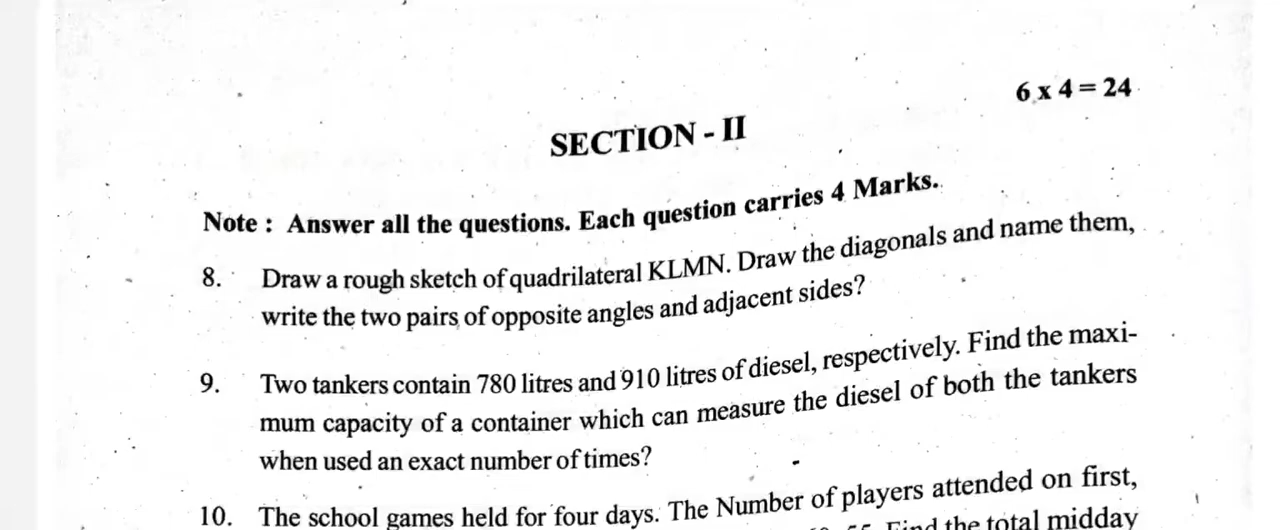 6 x 4 = 24
SECTION - II
Note : Answer all the questions. Each question carries 4 Marks.
8. Draw a rough sketch of quadrilateral KLMN. Draw the diagonals and name them,
write the two pairs of opposite angles and adjacent sides?
9. Two tankers contain 780 litres and 910 litres of diesel, respectively. Find the maxi-
mum capacity of a container which can measure the diesel of both the tankers
when used an exact number of times?
10. The school games held for four days. The Number of players attended on first,
Find the total midday